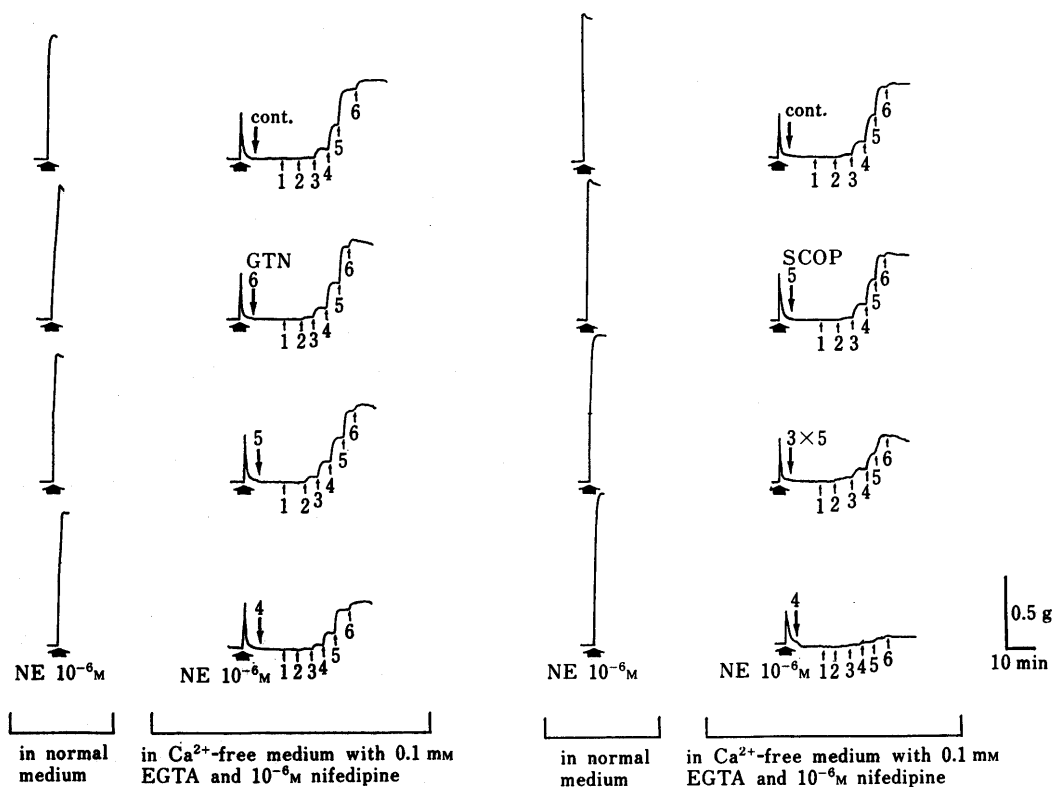 cont.
1 2 3 4 5 6
GTN
6
1 2 3 4 5 6
5
1 2 3 4 5 6
4
1 2 3 4 5 6
NE 10⁻⁶M
NE 10⁻⁶M
in normal
medium
in Ca²⁺-free medium with 0.1 mM
EGTA and 10⁻⁶M nifedipine
cont.
1 2 3 4 5 6
SCOP
5
1 2 3 4 5 6
3×5
1 2 3 4 5 6
4
1 2 3 4 5 6
NE 10⁻⁶M
NE 10⁻⁶M
in normal
medium
in Ca²⁺-free medium with 0.1 mM
EGTA and 10⁻⁶M nifedipine
0.5 g
10 min